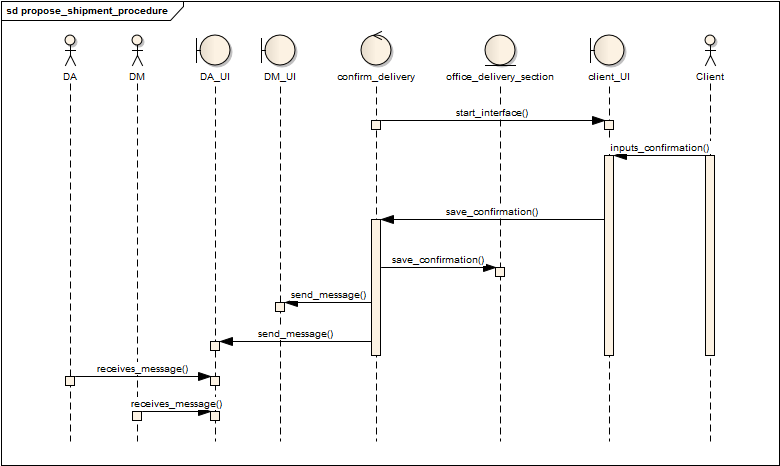 sd propose_shipment_procedure
DA
DM
DA_UI
DM_UI
confirm_delivery
office_delivery_section
client_UI
Client
start_interface()
inputs_confirmation()
save_confirmation()
save_confirmation()
send_message()
send_message()
receives_message()
receives_message()